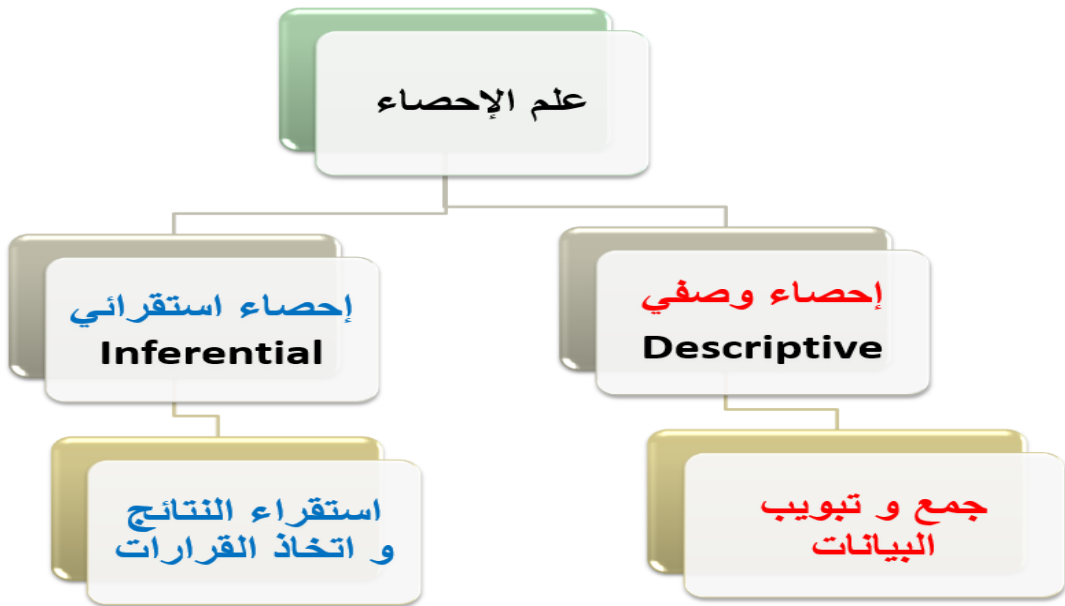 علم الإحصاء
إحصاء وصفي
Descriptive
إحصاء استقرائي
Inferential
جمع و تبويب
البيانات
استقراء النتائج
و اتخاذ القرارات